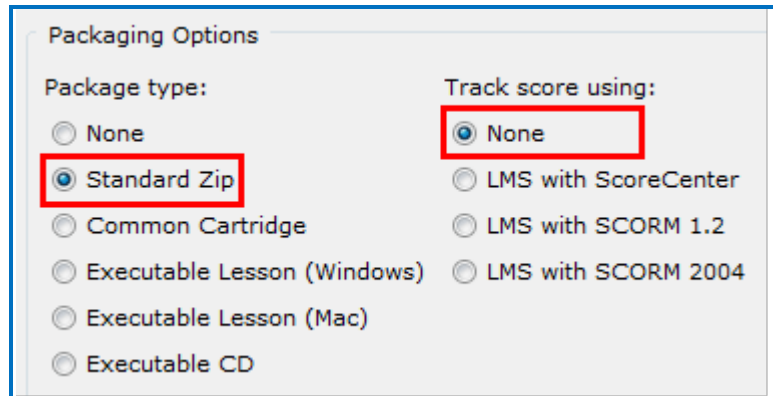 Packaging Options
Package type:
None
Standard Zip
Common Cartridge
Executable Lesson (Windows)
Executable Lesson (Mac)
Executable CD
Track score using:
None
LMS with ScoreCenter
LMS with SCORM 1.2
LMS with SCORM 2004